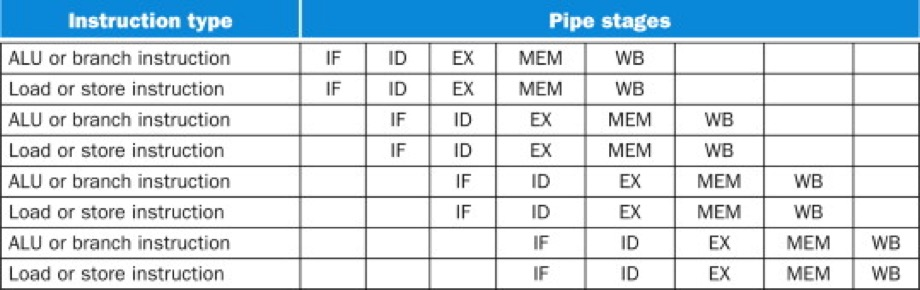 Instruction type Pipe stages
ALU or branch instruction IF ID EX MEM WB
Load or store instruction IF ID EX MEM WB
ALU or branch instruction IF ID EX MEM WB
Load or store instruction IF ID EX MEM WB
ALU or branch instruction IF ID EX MEM WB
Load or store instruction IF ID EX MEM WB
ALU or branch instruction IF ID EX MEM WB
Load or store instruction IF ID EX MEM WB